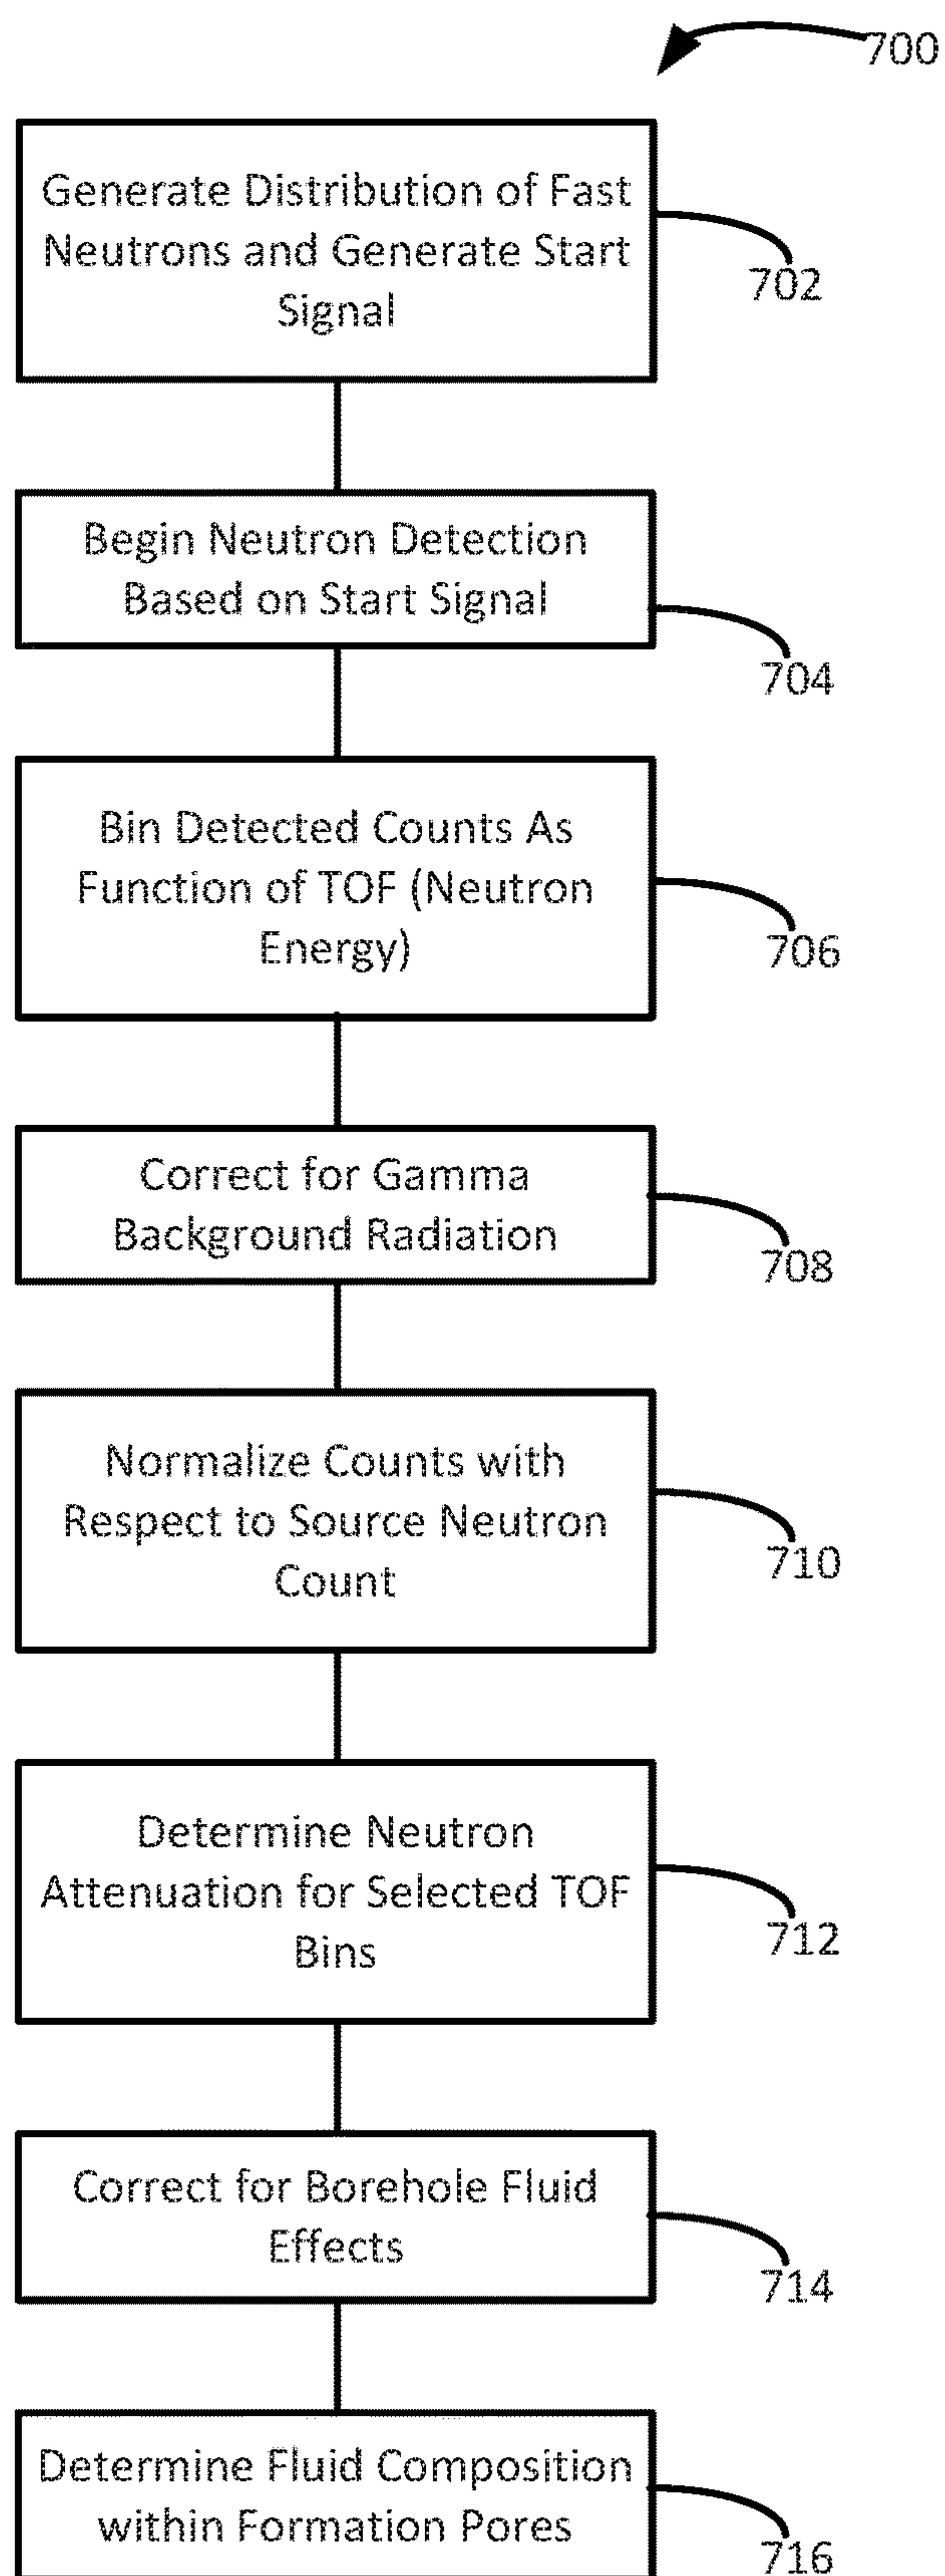 700
Generate Distribution of Fast
Neutrons and Generate Start
Signal
702
Begin Neutron Detection
Based on Start Signal
704
Bin Detected Counts As
Function of TOF (Neutron
Energy)
706
Correct for Gamma
Background Radiation
708
Normalize Counts with
Respect to Source Neutron
Count
710
Determine Neutron
Attenuation for Selected TOF
Bins
712
Correct for Borehole Fluid
Effects
714
Determine Fluid Composition
within Formation Pores
716